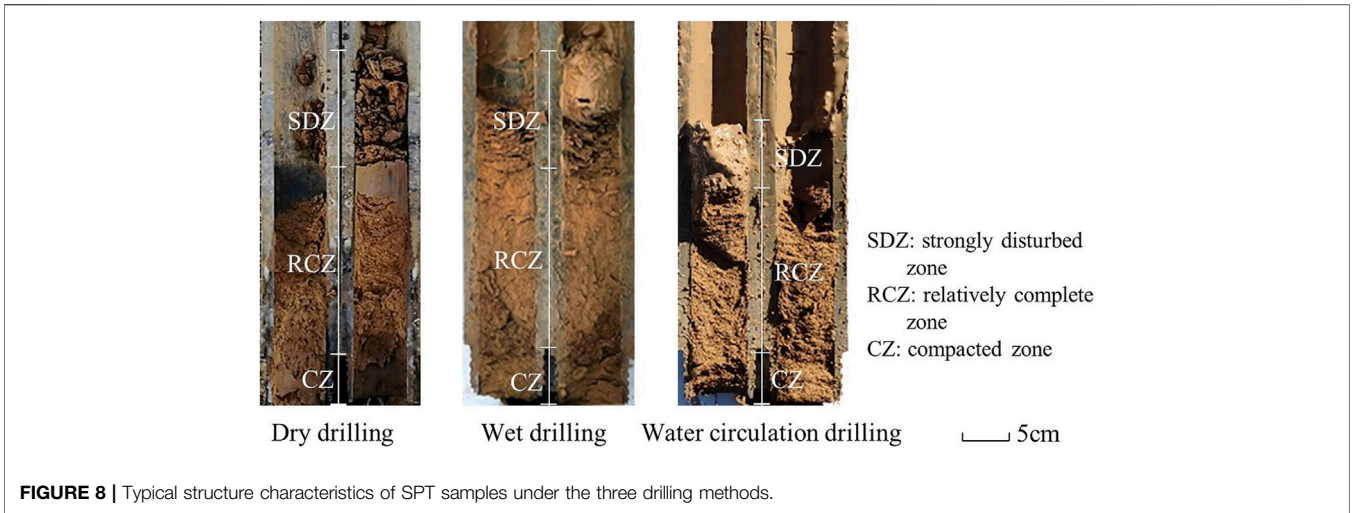 SDZ
RCZ
CZ
SDZ
RCZ
CZ
SDZ
RCZ
CZ
SDZ: strongly disturbed
zone
RCZ: relatively complete
zone
CZ: compacted zone
Dry drilling
Wet drilling
Water circulation drilling
5cm
FIGURE 8 | Typical structure characteristics of SPT samples under the three drilling methods.